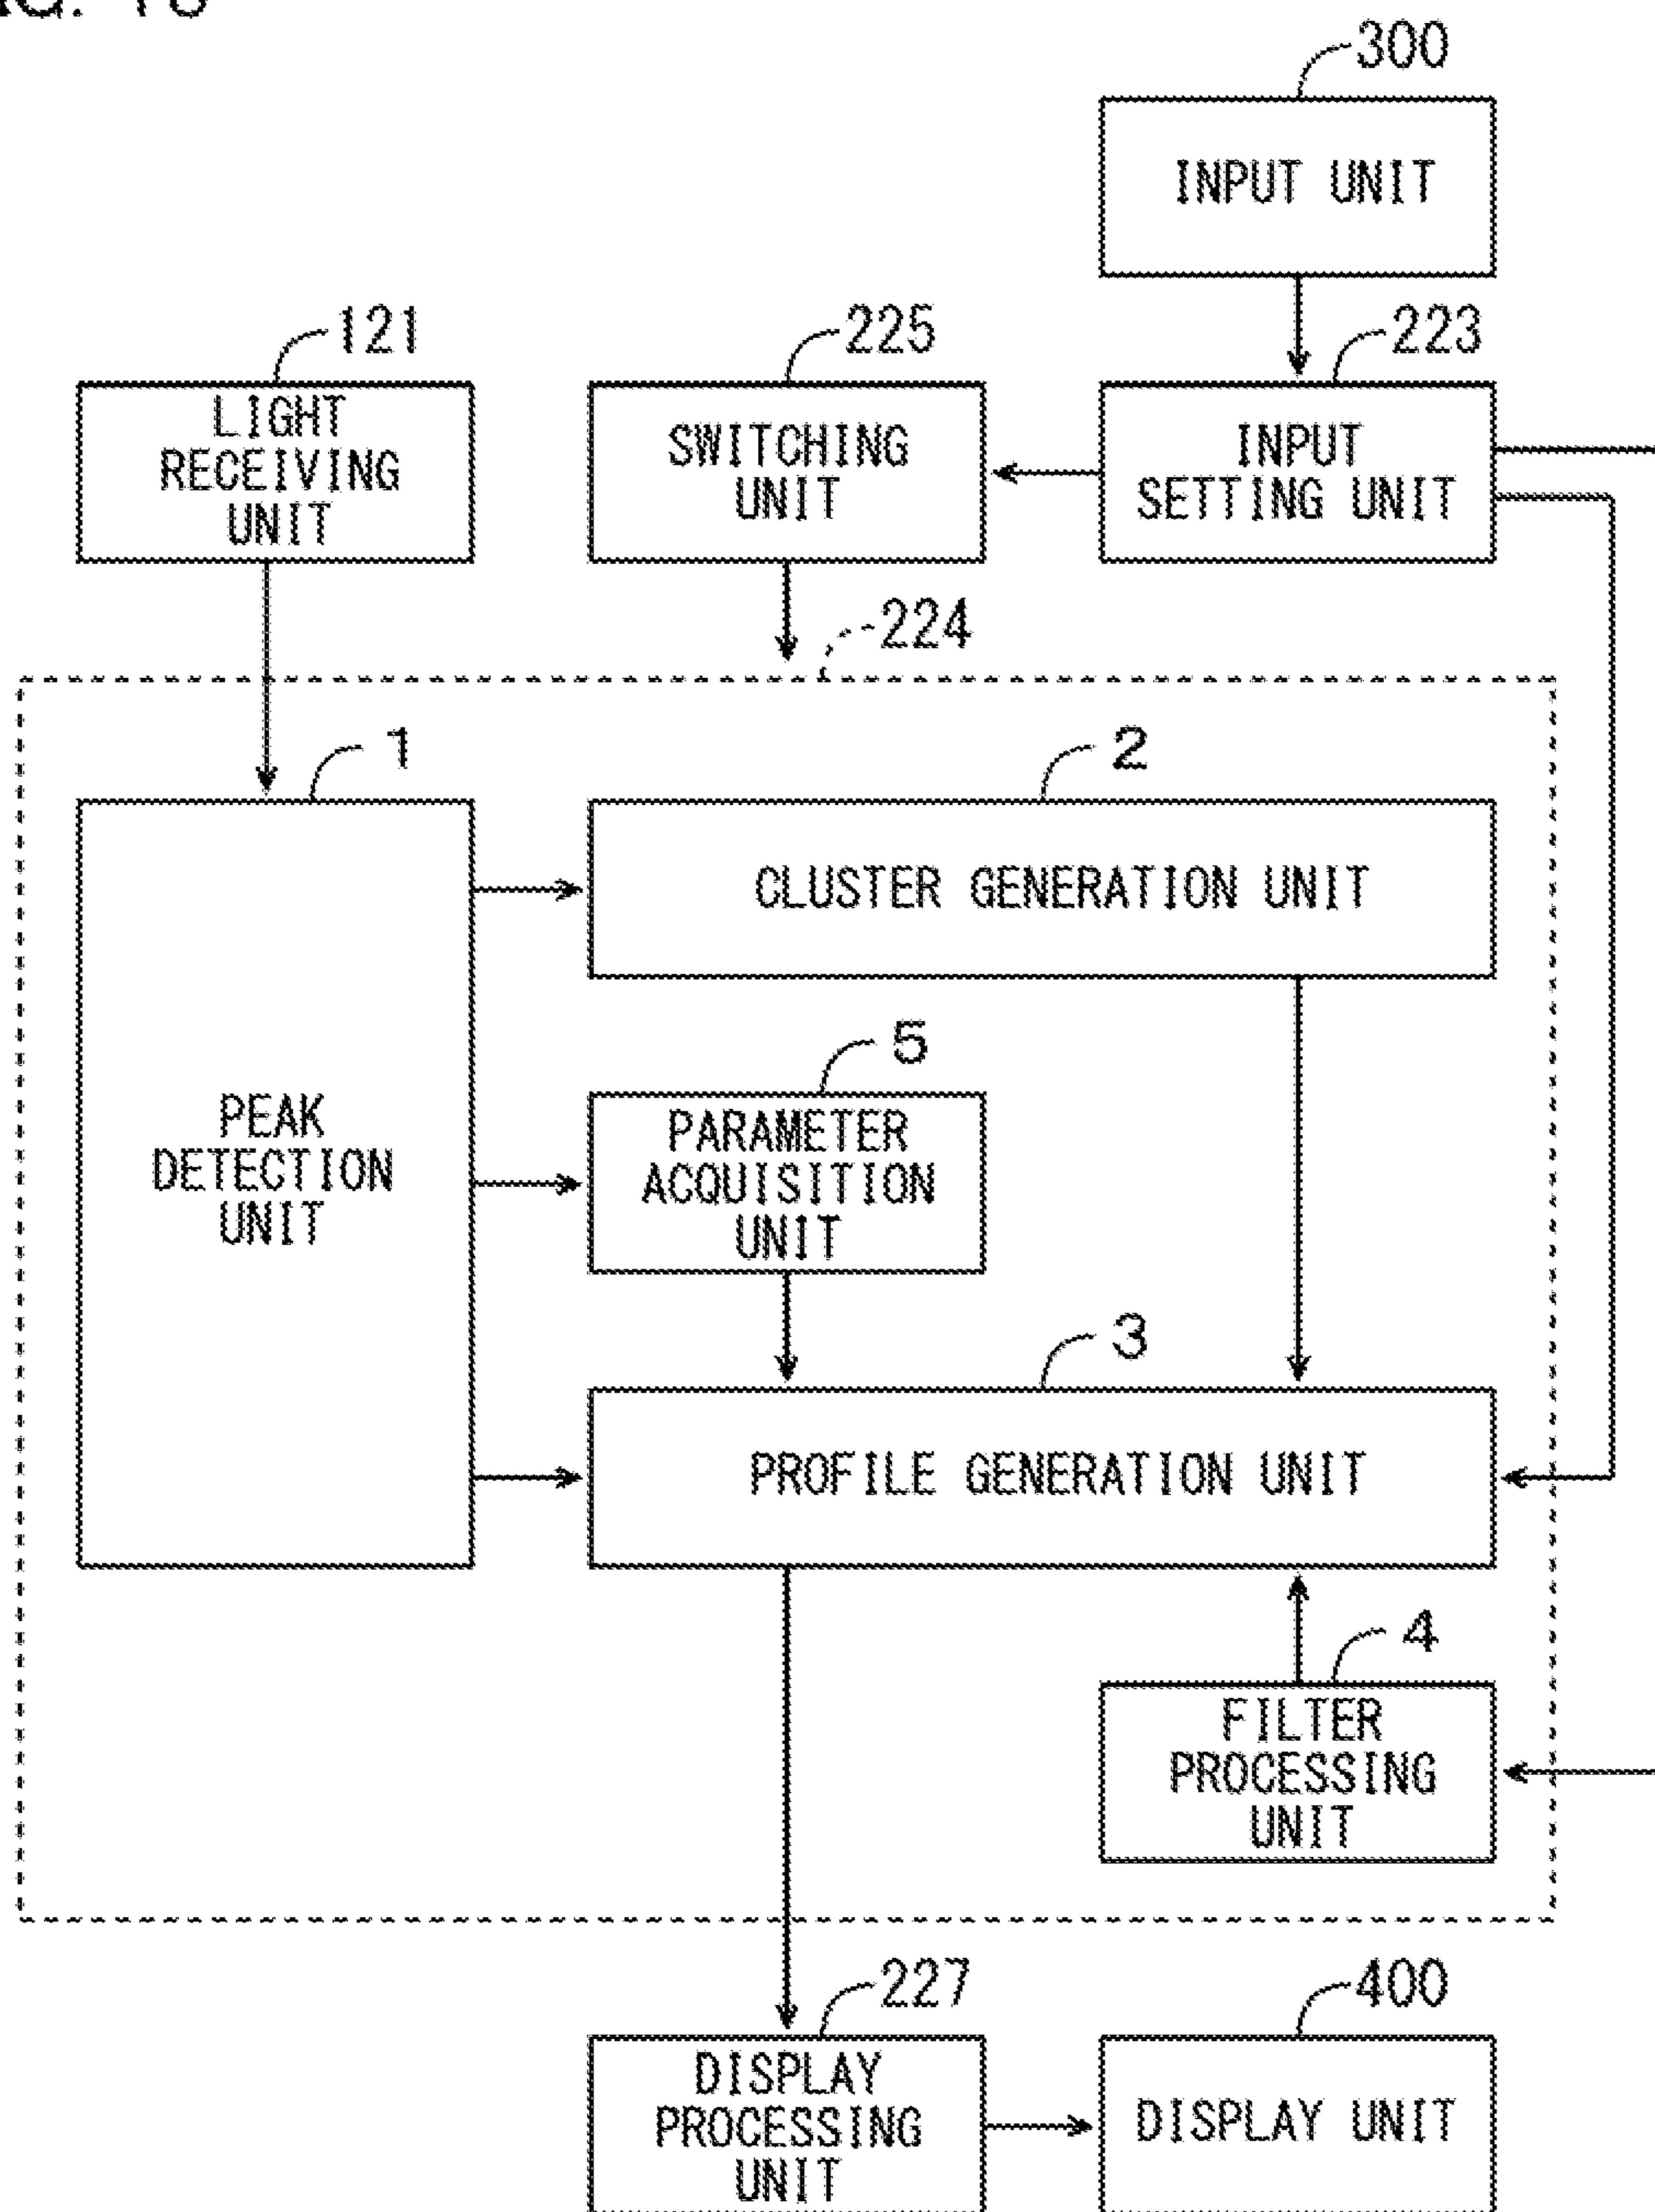 300
INPUT UNIT
121
225
223
LIGHT
RECEIVING
UNIT
SWITCHING
UNIT
INPUT
SETTING UNIT
224
1
2
CLUSTER GENERATION UNIT
5
PEAK
DETECTION
UNIT
PARAMETER
ACQUISITION
UNIT
3
PROFILE GENERATION UNIT
4
FILTER
PROCESSING
UNIT
227
400
DISPLAY
PROCESSING
UNIT
DISPLAY UNIT